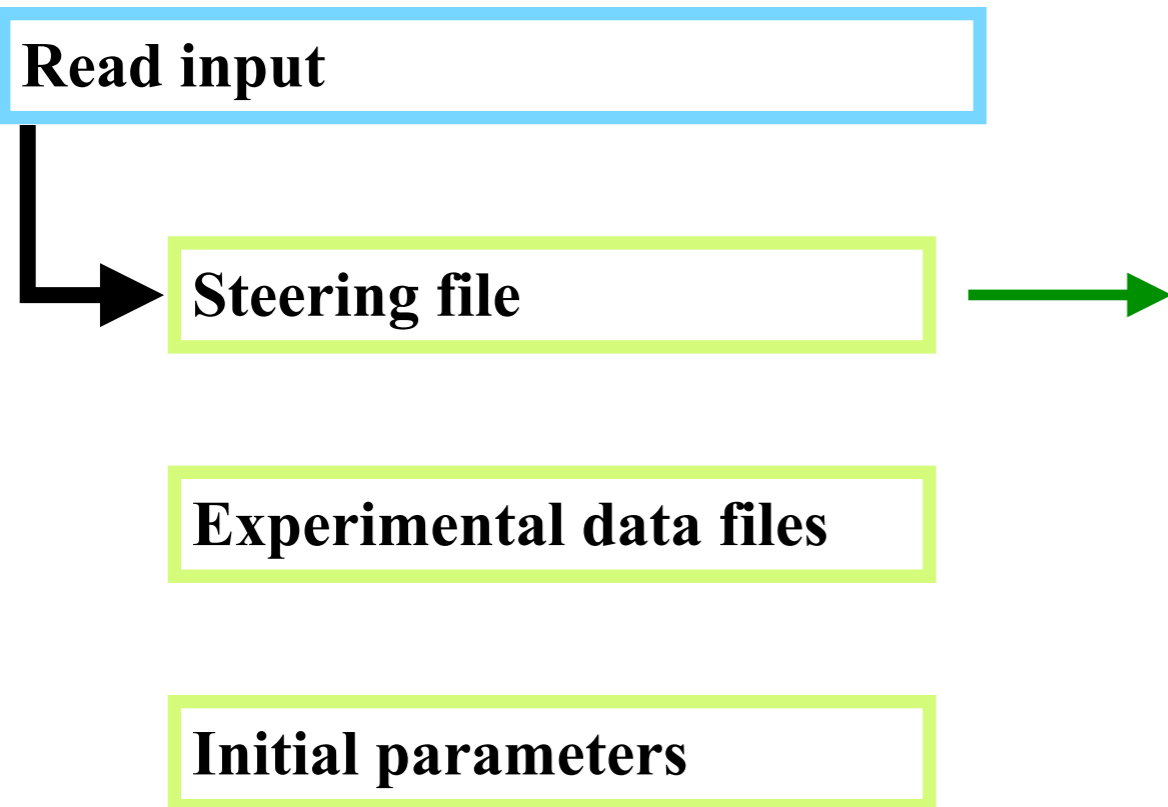 Read input
Steering file
Experimental data files
Initial parameters